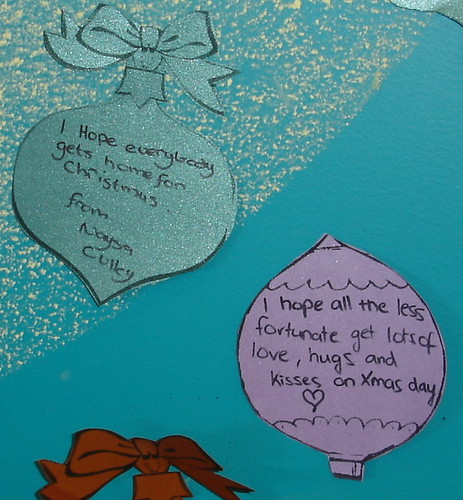 I Hope everybody
gets home for
Christmas
from
Naysa
Culley
I hope all the less
fortunate get lots of
love, hugs and
kisses on Xmas day